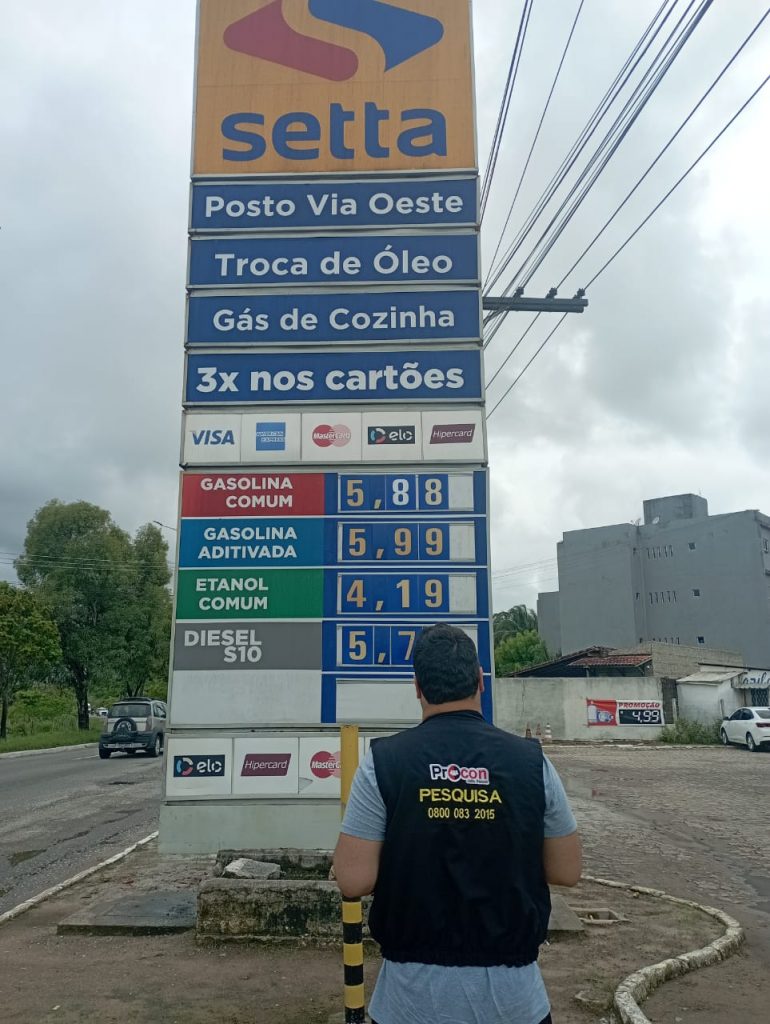 setta
Posto Via Oeste
Troca de Óleo
Gás de Cozinha
3x nos cartões
VISA
AMERICAN EXPRESS
MasterCard
elo
Hipercard
GASOLINA
COMUM
5,88
GASOLINA
ADITIVADA
5,99
ETANOL
COMUM
4,19
DIESEL
S10
5,7
PROMOÇÃO
4,99
elo
Hipercard
Procon
PESQUISA
0800 083 2015